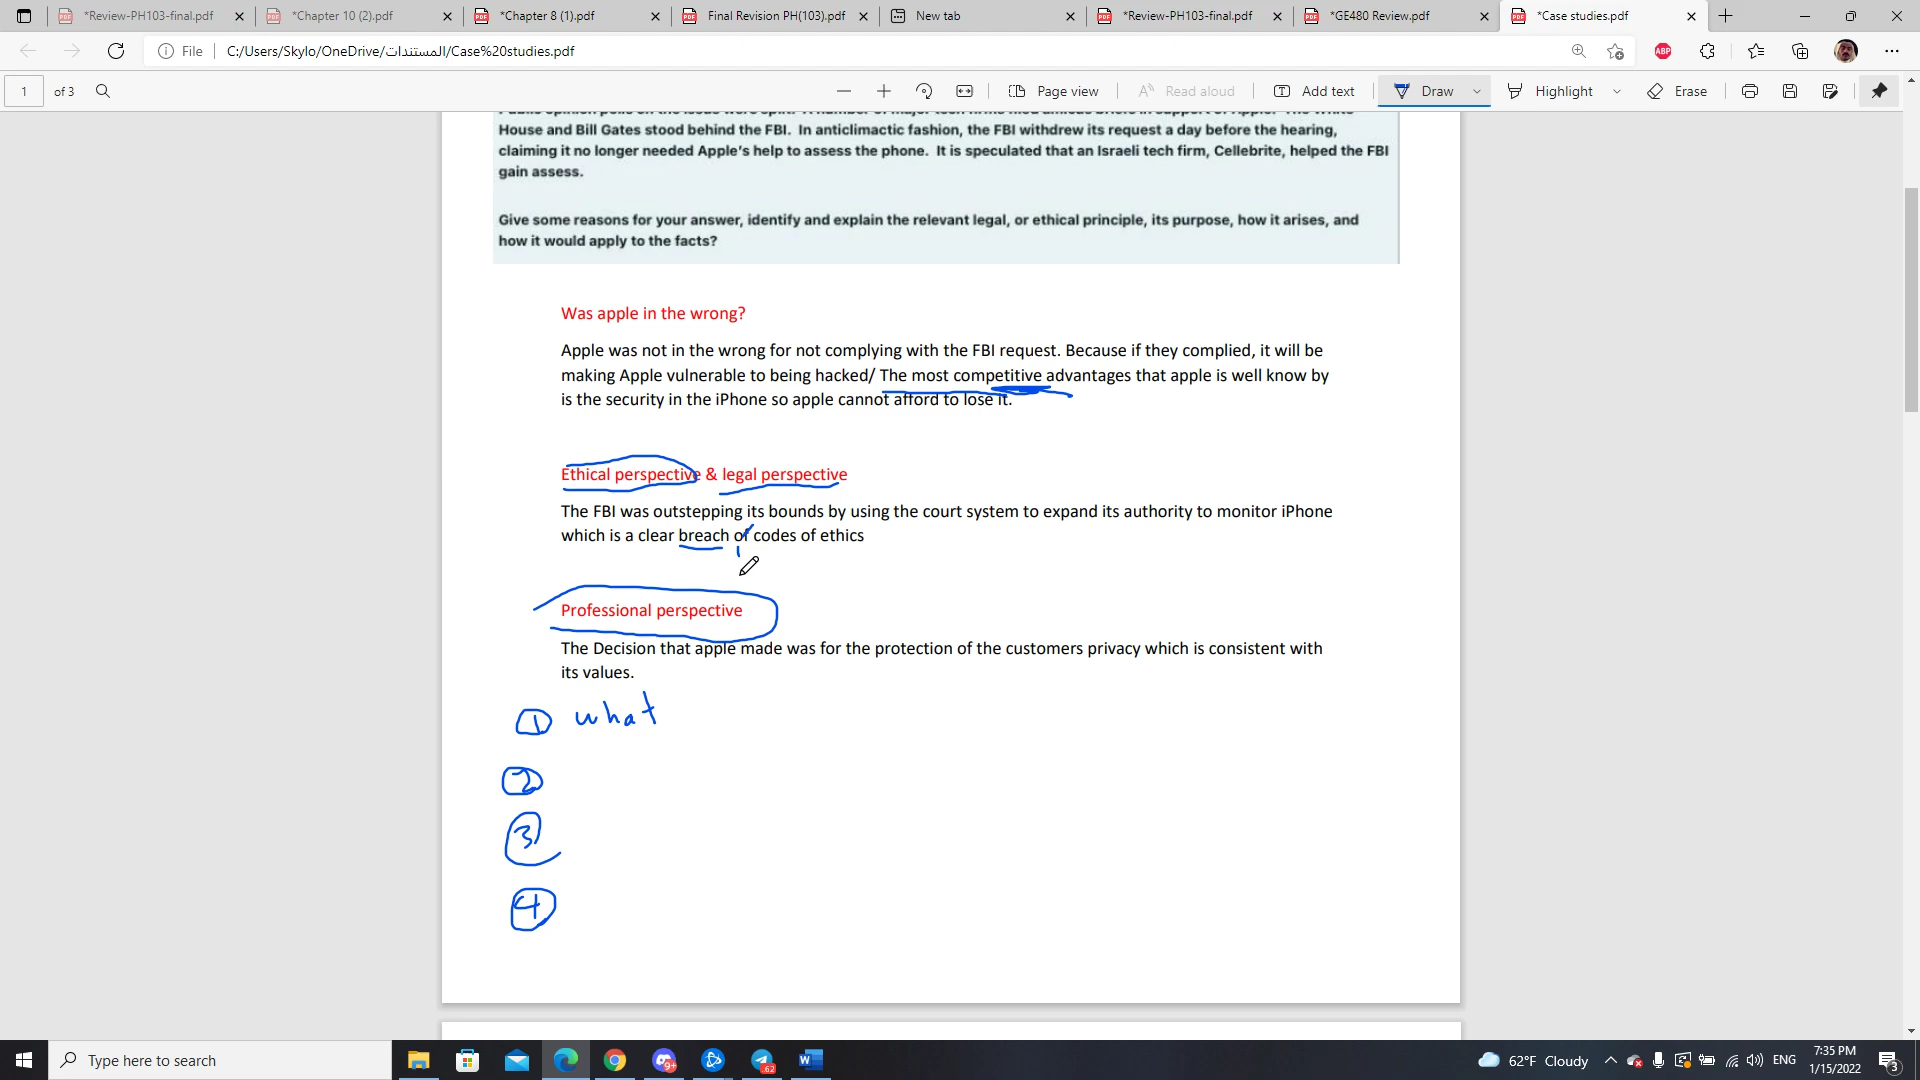 *Review-PH103-final.pdf
*Chapter 10 (2).pdf
*Chapter 8 (1).pdf
Final Revision PH(103).pdf
New tab
*Review-PH103-final.pdf
*GE480 Review.pdf
*Case studies.pdf
File
C:/Users/Skylo/OneDrive/المستندات/Case%20studies.pdf
ABP
1 of 3
Page view
Read aloud
Add text
Draw
Highlight
Erase
House and Bill Gates stood behind the FBI. In anticlimactic fashion, the FBI withdrew its request a day before the hearing,
claiming it no longer needed Apple's help to assess the phone. It is speculated that an Israeli tech firm, Cellebrite, helped the FBI
gain assess.
Give some reasons for your answer, identify and explain the relevant legal, or ethical principle, its purpose, how it arises, and
how it would apply to the facts?
Was apple in the wrong?
Apple was not in the wrong for not complying with the FBI request. Because if they complied, it will be
making Apple vulnerable to being hacked/ The most competitive advantages that apple is well know by
is the security in the iPhone so apple cannot afford to lose it.
Ethical perspective & legal perspective
The FBI was outstepping its bounds by using the court system to expand its authority to monitor iPhone
which is a clear breach of codes of ethics
Professional perspective
The Decision that apple made was for the protection of the customers privacy which is consistent with
its values.
1 what
2
3
4
Type here to search
9+
62
62°F Cloudy
ENG
7:35 PM
1/15/2022
3